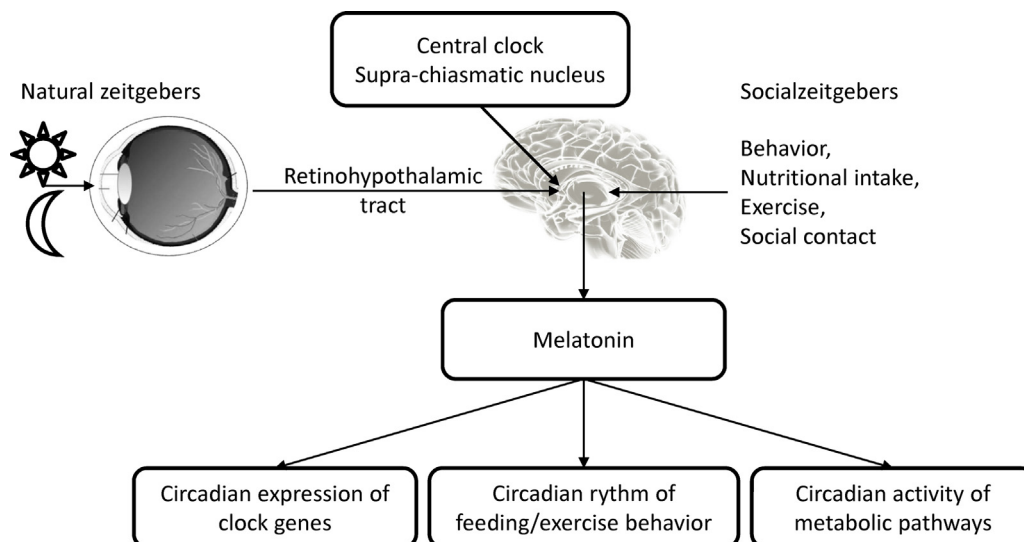 Central clock
Supra-chiasmatic nucleus
Natural zeitgebers
Socialzeitgebers
Behavior,
Nutritional intake,
Exercise,
Social contact
Retinohypothalamic
tract
Melatonin
Circadian expression of
clock genes
Circadian rythm of
feeding/exercise behavior
Circadian activity of
metabolic pathways